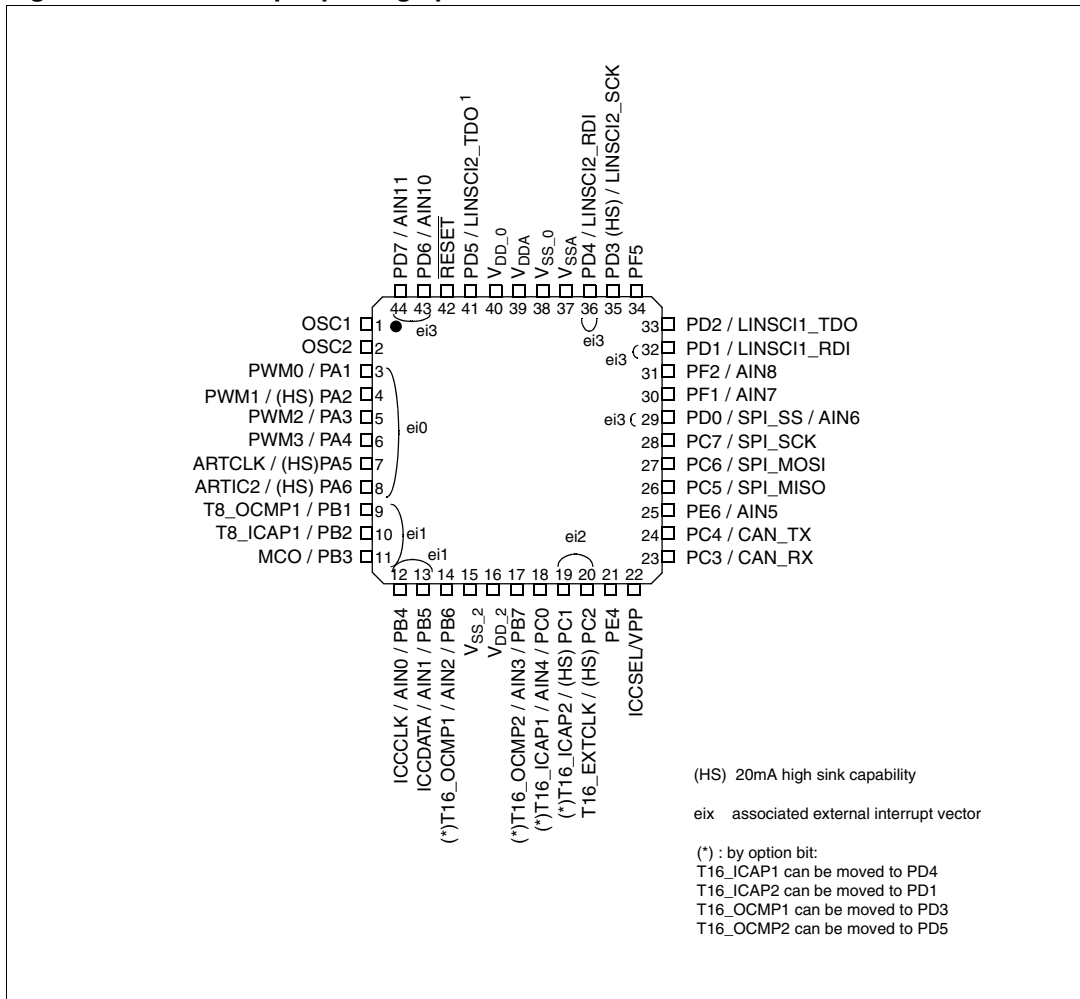 PD7 / AIN11
PD6 / AIN10
RESET
PD5 / LINSCI2_TDO 1
VDD_0
VDDA
VSS_0
VSSA
PD4 / LINSCI2_RDI
PD3 (HS) / LINSCI2_SCK
PF5
44 43 42 41 40 39 38 37 36 35 34
ei3
ei3
OSC1 1
OSC2 2
PWM0 / PA1 3
PWM1 / (HS) PA2 4
PWM2 / PA3 5
PWM3 / PA4 6
ARTCLK / (HS)PA5 7
ARTIC2 / (HS) PA6 8
T8_OCMP1 / PB1 9
T8_ICAP1 / PB2 10
MCO / PB3 11
ei0
ei1
ei1
ei2
33 PD2 / LINSCI1_TDO
ei3 32 PD1 / LINSCI1_RDI
31 PF2 / AIN8
30 PF1 / AIN7
ei3 29 PD0 / SPI_SS / AIN6
28 PC7 / SPI_SCK
27 PC6 / SPI_MOSI
26 PC5 / SPI_MISO
25 PE6 / AIN5
24 PC4 / CAN_TX
23 PC3 / CAN_RX
12 13 14 15 16 17 18 19 20 21 22
ICCCLK / AIN0 / PB4
ICCDATA / AIN1 / PB5
(*)T16_OCMP1 / AIN2 / PB6
VSS_2
VDD_2
(*)T16_OCMP2 / AIN3 / PB7
(*)T16_ICAP1 / AIN4 / PC0
(*)T16_ICAP2 / (HS) PC1
T16_EXTCLK / (HS) PC2
PE4
ICCSEL/VPP
(HS) 20mA high sink capability
eix associated external interrupt vector
(*) : by option bit:
T16_ICAP1 can be moved to PD4
T16_ICAP2 can be moved to PD1
T16_OCMP1 can be moved to PD3
T16_OCMP2 can be moved to PD5